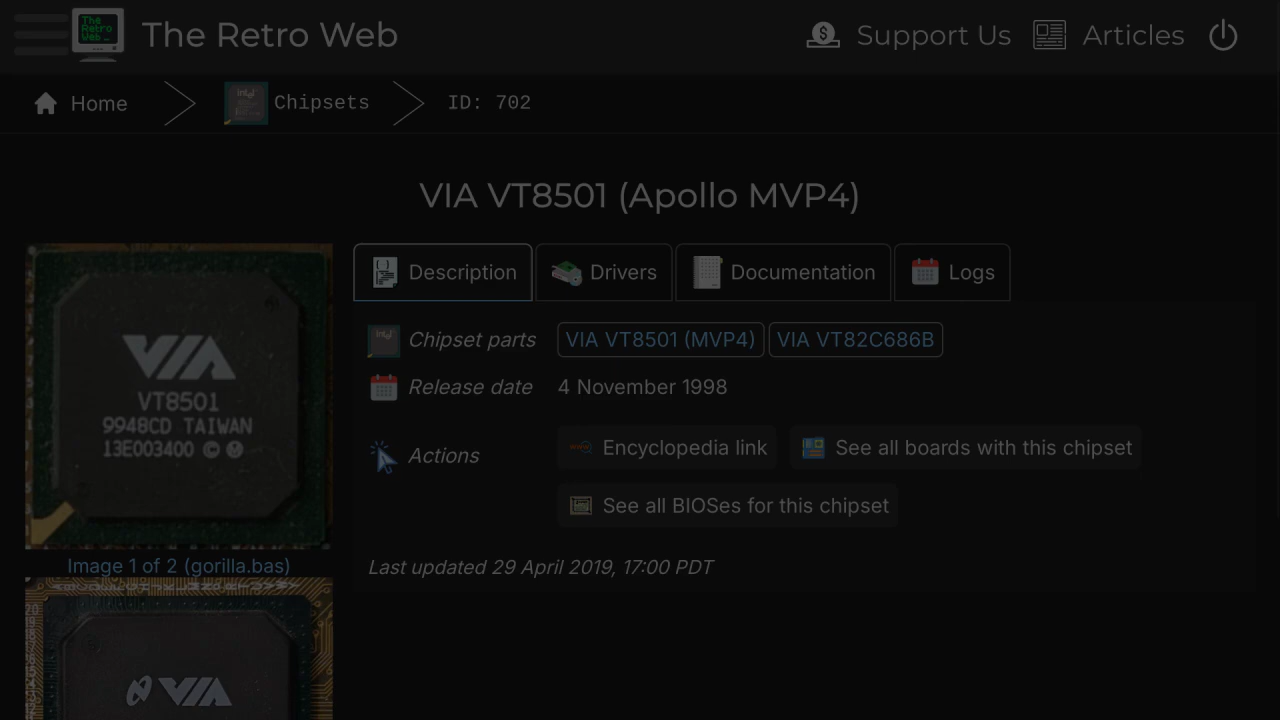 The Retro Web
The Retro Web
Support Us
Articles
Home
Chipsets
ID: 702
VIA VT8501 (Apollo MVP4)
Description
Drivers
Documentation
Logs
Chipset parts
VIA VT8501 (MVP4)
VIA VT82C686B
Release date
4 November 1998
Actions
Encyclopedia link
See all boards with this chipset
See all BIOSes for this chipset
Last updated 29 April 2019, 17:00 PDT
VIA
VT8501
9948CD TAIWAN
13E003400 ©
Image 1 of 2 (gorilla.bas)
VIA